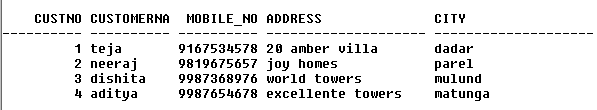 CUSTNO CUSTOMERNA MOBILE_NO ADDRESS CITY
---------- ---------- ---------- -------------------- --------------------
1 teja 9167534578 20 amber villa dadar
2 neeraj 9819675657 joy homes parel
3 dishita 9987368976 world towers mulund
4 aditya 9987654678 excellente towers matunga